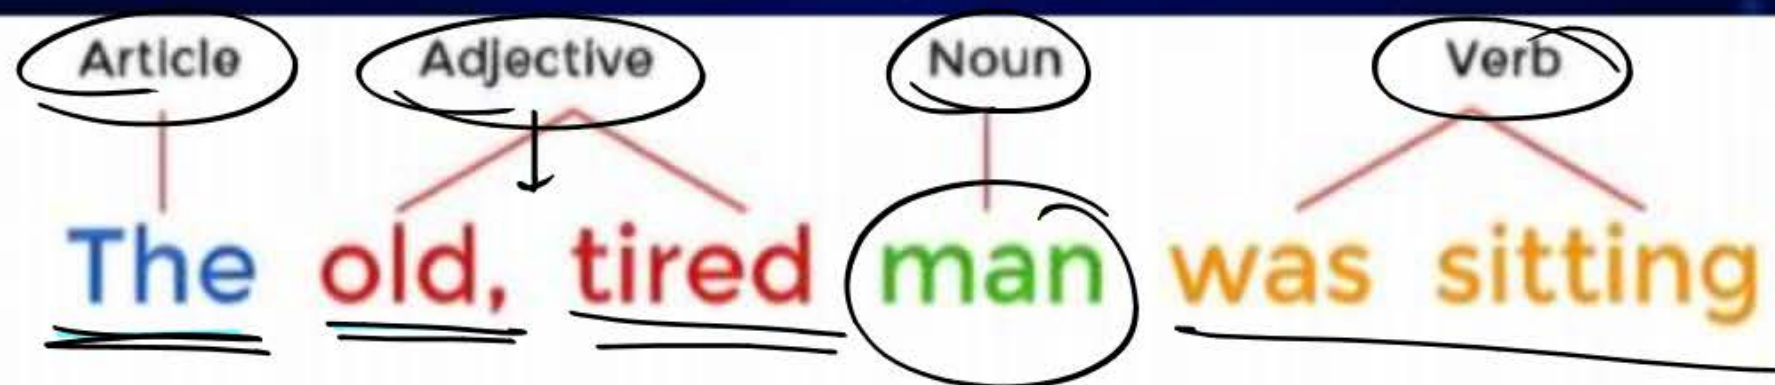 Article Adjective Noun Verb
The old, tired man was sitting